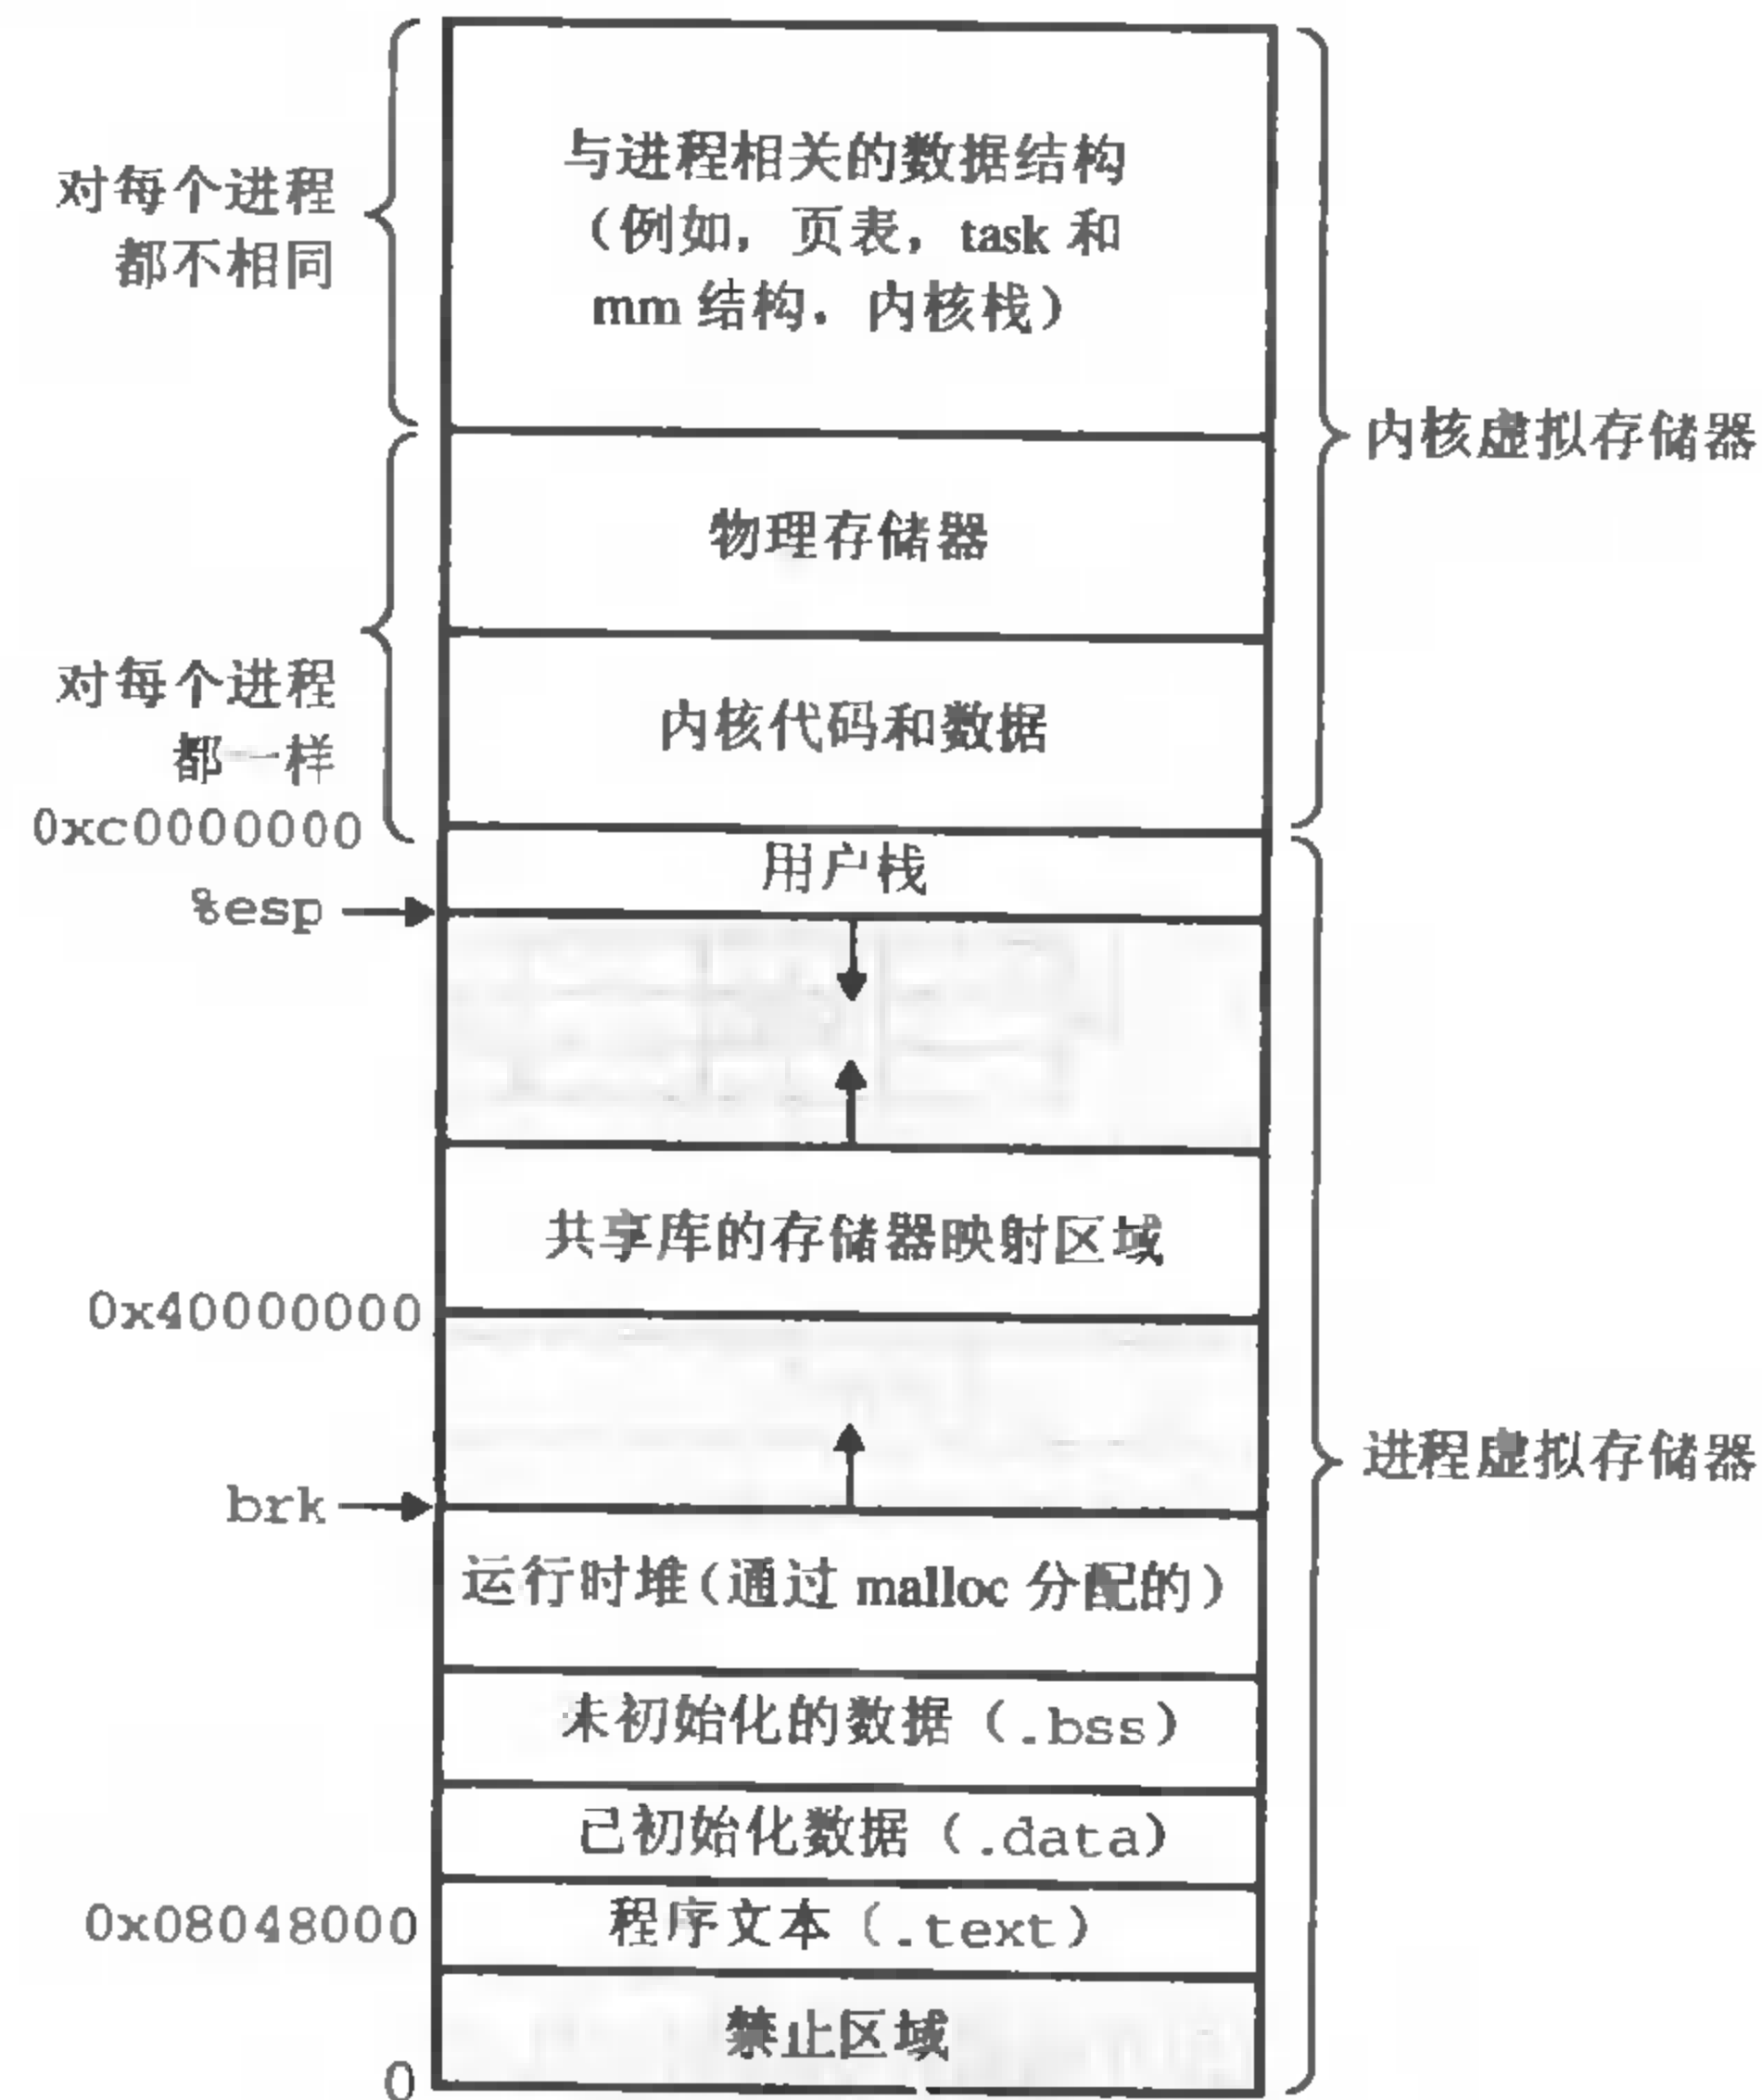 对每个进程
都不相同
与进程相关的数据结构
（例如，页表，task 和
mm 结构，内核栈）
内核虚拟存储器
物理存储器
对每个进程
都一样
内核代码和数据
0xc0000000
用户栈
%esp
共享库的存储器映射区域
0x40000000
进程虚拟存储器
brk
运行时堆（通过 malloc 分配的）
未初始化的数据（.bss）
已初始化数据（.data）
0x08048000
程序文本（.text）
禁止区域
0